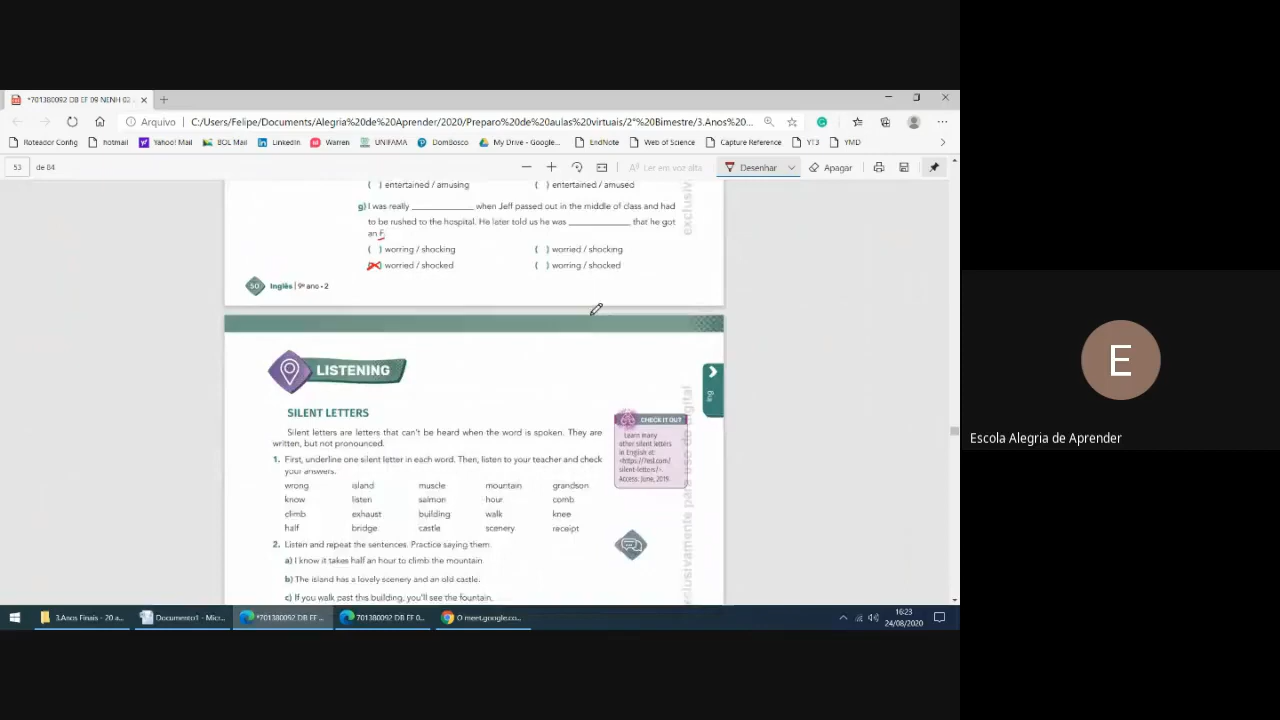 *701380092 DB EF 09 NENH 02 ...
Arquivo C:/Users/Felipe/Documents/Alegria%20de%20Aprender/2020/Preparo%20de%20aulas%20virtuais/2°%20Bimestre/3.Anos%20...
Roteador Config hotmail Yahoo! Mail BOL Mail LinkedIn Warren UNIFAMA DomBosco My Drive - Google... EndNote Web of Science Capture Reference YT3 YMD
53 de 84 Ler em voz alta Desenhar Apagar
( ) entertained / amusing ( ) entertained / amused
g) I was really ____________ when Jeff passed out in the middle of class and had
to be rushed to the hospital. He later told us he was ____________ that he got
an F.
( ) worring / shocking ( ) worried / shocking
(X) worried / shocked ( ) worring / shocked
50 Inglês | 9º ano • 2
LISTENING
SILENT LETTERS
Silent letters are letters that can't be heard when the word is spoken. They are
written, but not pronounced.
1. First, underline one silent letter in each word. Then, listen to your teacher and check
your answers.
wrong island muscle mountain grandson
know listen salmon hour comb
climb exhaust building walk knee
half bridge castle scenery receipt
2. Listen and repeat the sentences. Practice saying them.
a) I know it takes half an hour to climb the mountain.
b) The island has a lovely scenery and an old castle.
c) If you walk past this building, you'll see the fountain.
CHECK IT OUT
Learn many
other silent letters
in English at:
<https://7esl.com/
silent-letters/>.
Access: June, 2019.
E
Escola Alegria de Aprender
3.Anos Finais - 20 a... Documento1 - Micr... *701380092 DB EF ... 701380092 DB EF 0... O meet.google.co...
16:23
24/08/2020